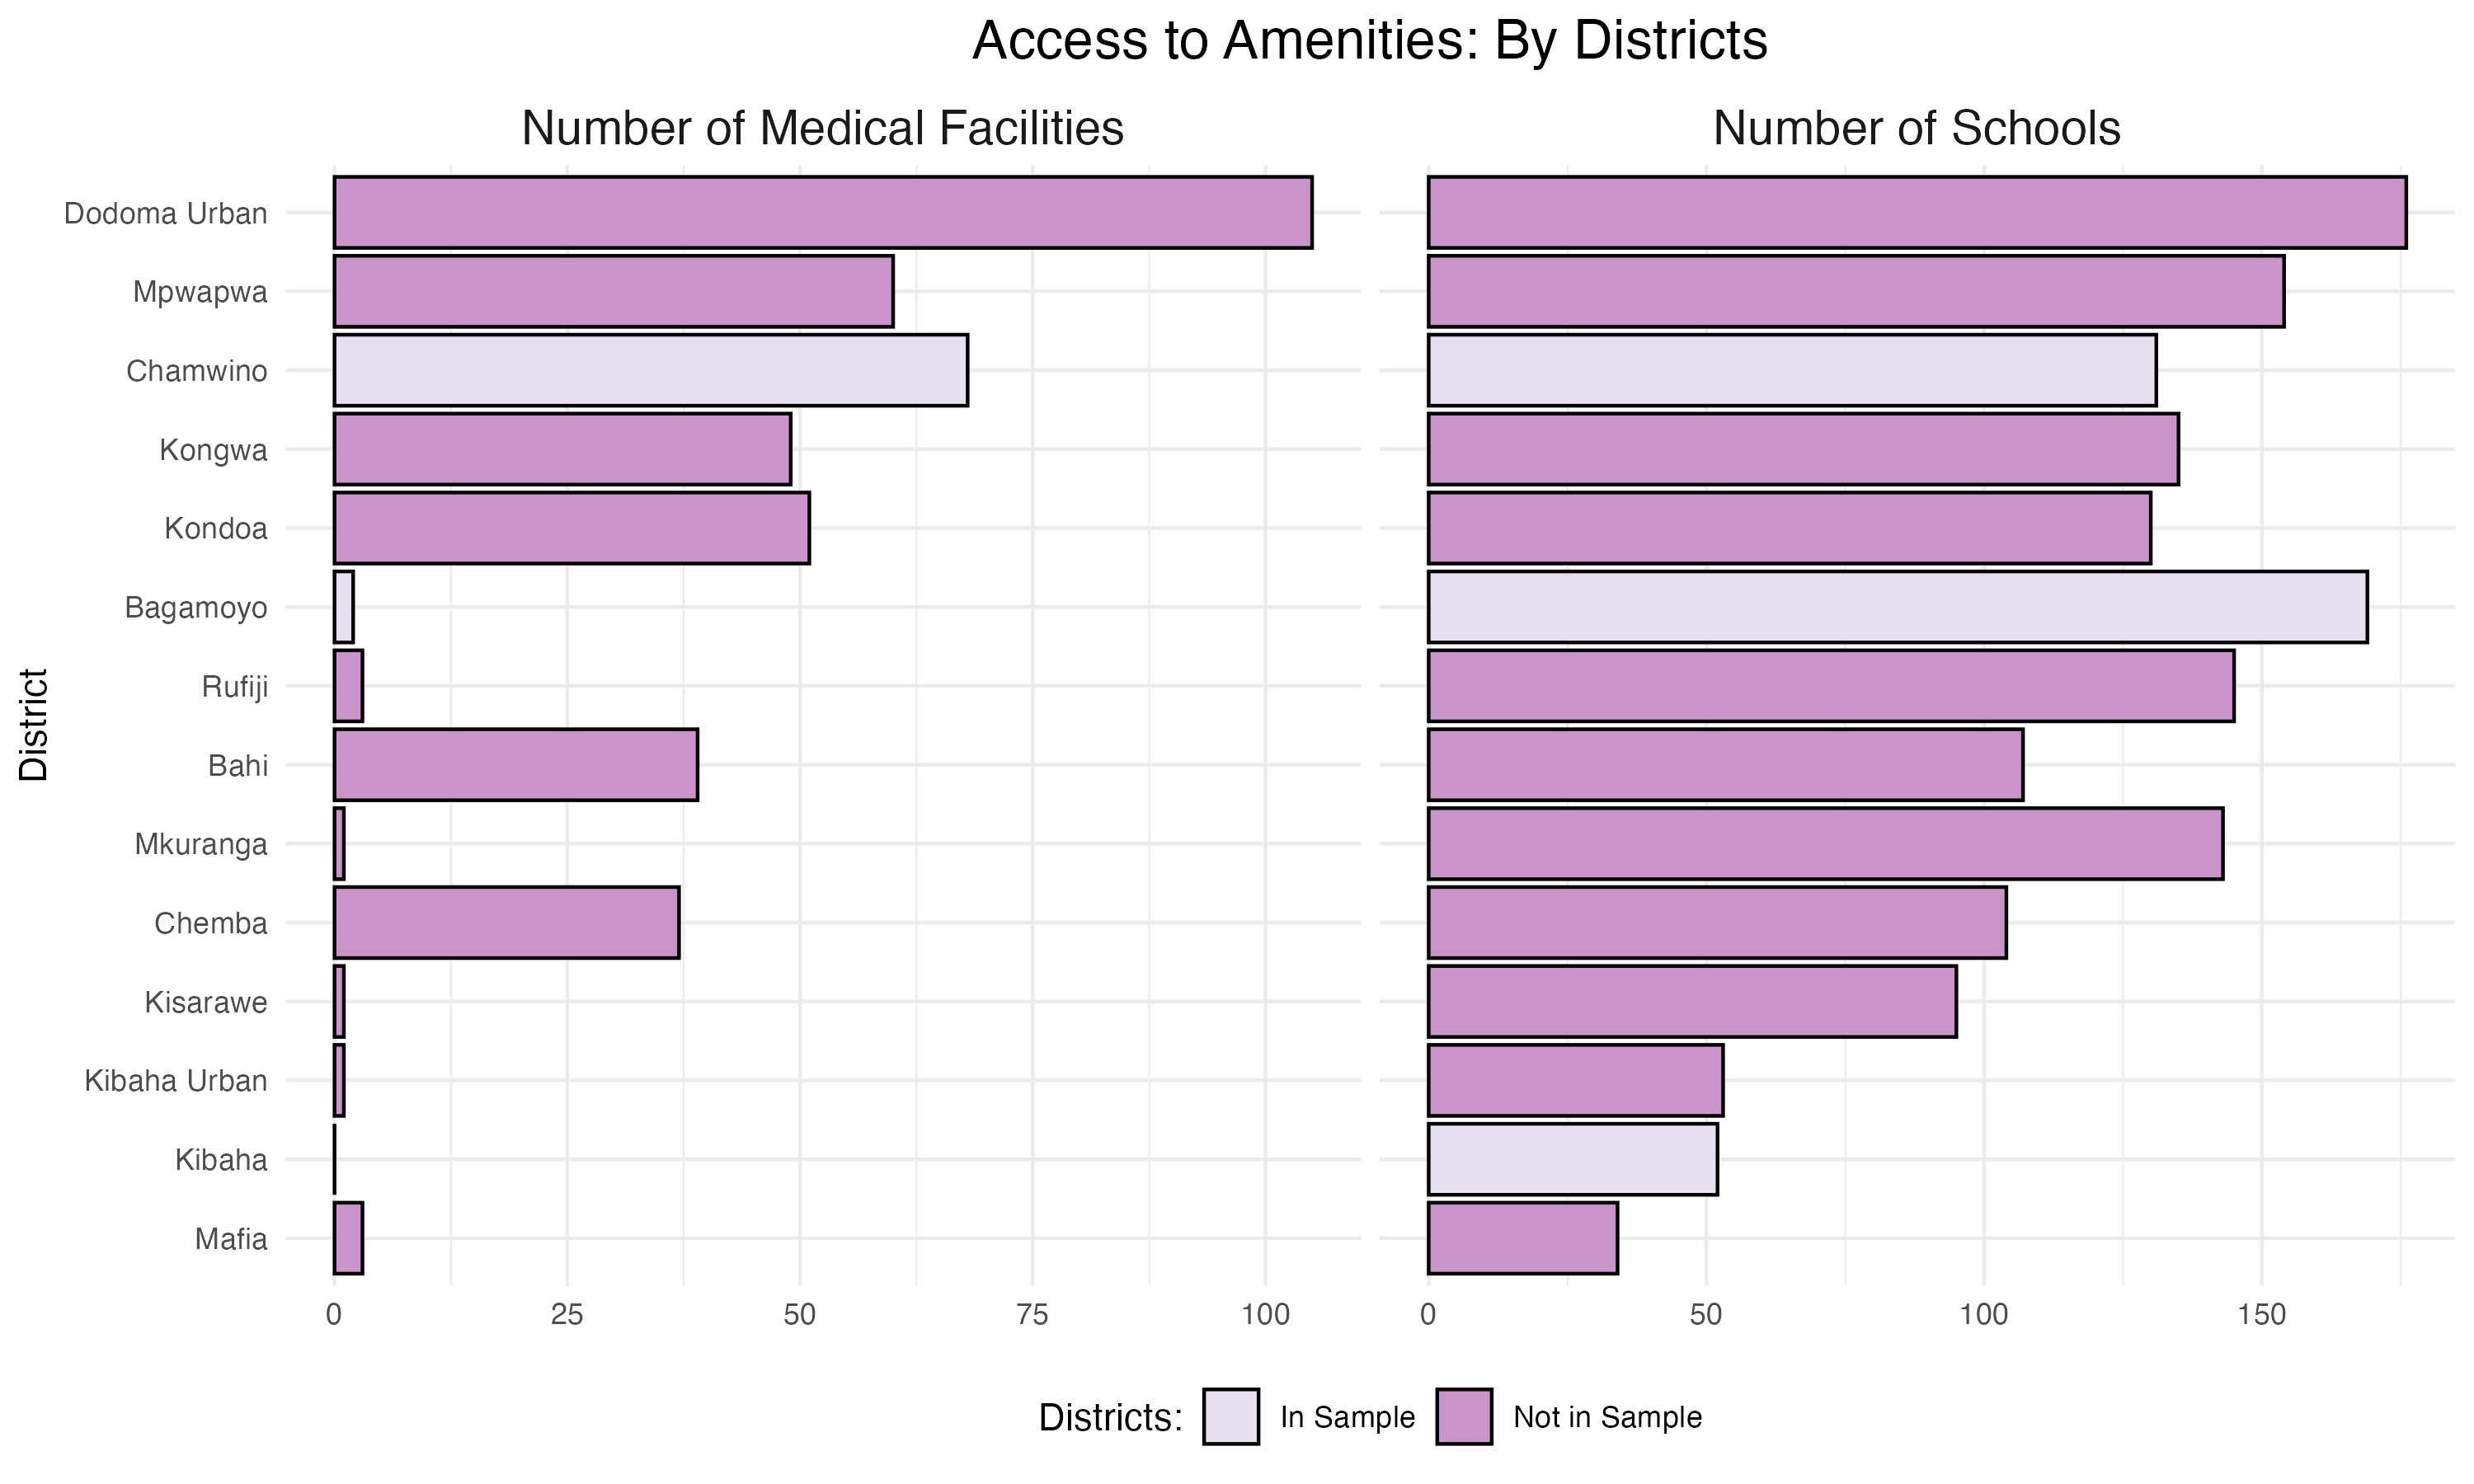 Access to Amenities: By Districts
Number of Medical Facilities
Number of Schools
District
Dodoma Urban
Mpwapwa
Chamwino
Kongwa
Kondoa
Bagamoyo
Rufiji
Bahi
Mkuranga
Chemba
Kisarawe
Kibaha Urban
Kibaha
Mafia
0 25 50 75 100
0 50 100 150
Districts: In Sample Not in Sample